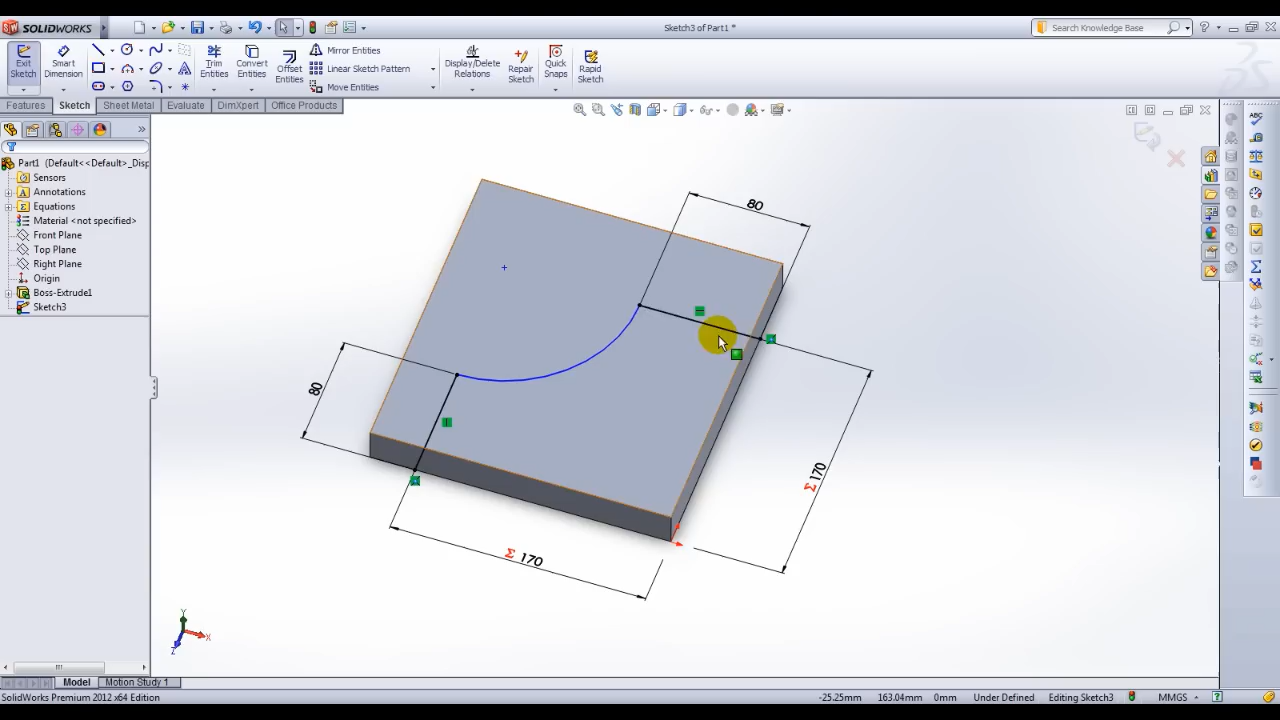 SOLIDWORKS
Sketch3 of Part1 *
Search Knowledge Base
Exit Sketch
Smart Dimension
Trim Entities
Convert Entities
Offset Entities
Mirror Entities
Linear Sketch Pattern
Move Entities
Display/Delete Relations
Repair Sketch
Quick Snaps
Rapid Sketch
Features
Sketch
Sheet Metal
Evaluate
DimXpert
Office Products
Part1 (Default<<Default>_Disp
Sensors
Annotations
Equations
Material <not specified>
Front Plane
Top Plane
Right Plane
Origin
Boss-Extrude1
Sketch3
80
80
Σ 170
Σ 170
Y
X
Z
Model
Motion Study 1
SolidWorks Premium 2012 x64 Edition
-25.25mm
163.04mm
0mm
Under Defined
Editing Sketch3
MMGS